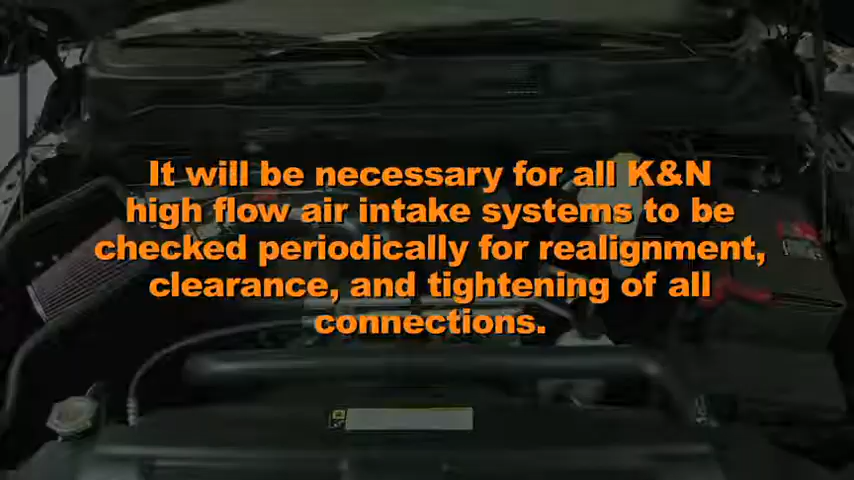 It will be necessary for all K&N
high flow air intake systems to be
checked periodically for realignment,
clearance, and tightening of all
connections.